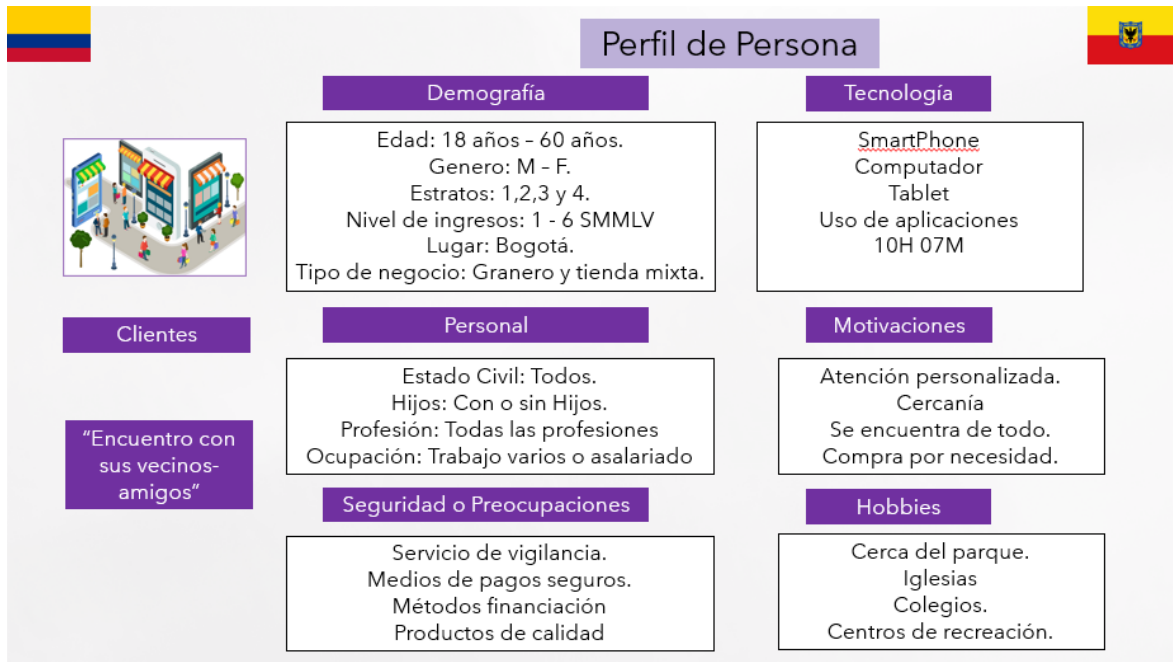 Perfil de Persona
Demografía
Edad: 18 años – 60 años.
Genero: M – F.
Estratos: 1,2,3 y 4.
Nivel de ingresos: 1 - 6 SMMLV
Lugar: Bogotá.
Tipo de negocio: Granero y tienda mixta.
Tecnología
SmartPhone
Computador
Tablet
Uso de aplicaciones
10H 07M
Clientes
“Encuentro con
sus vecinos-
amigos”
Personal
Estado Civil: Todos.
Hijos: Con o sin Hijos.
Profesión: Todas las profesiones
Ocupación: Trabajo varios o asalariado
Motivaciones
Atención personalizada.
Cercanía
Se encuentra de todo.
Compra por necesidad.
Seguridad o Preocupaciones
Servicio de vigilancia.
Medios de pagos seguros.
Métodos financiación
Productos de calidad
Hobbies
Cerca del parque.
Iglesias
Colegios.
Centros de recreación.